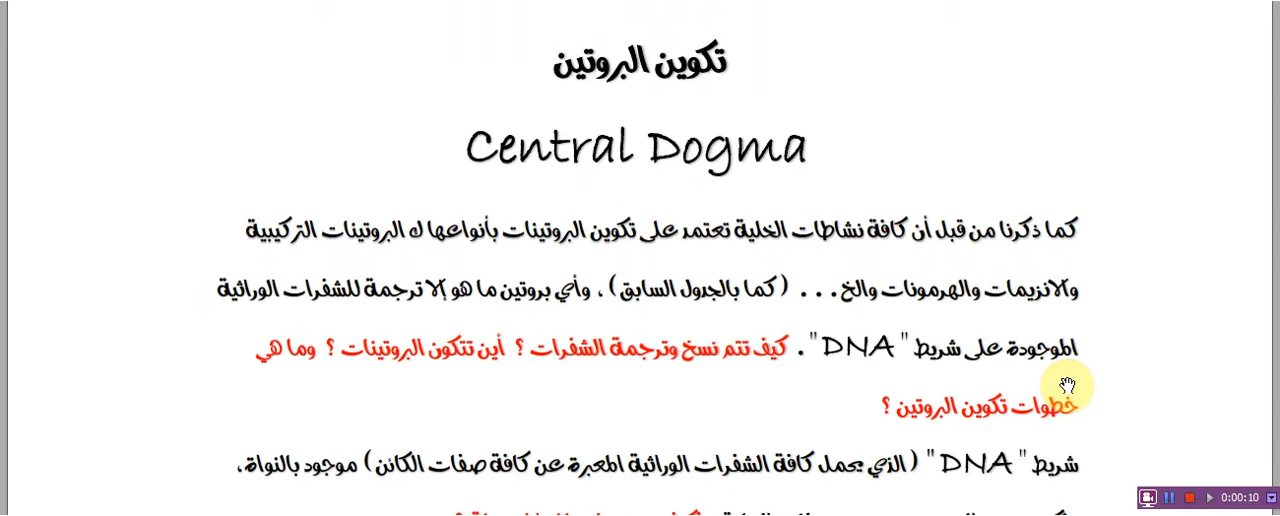 تكوين البروتين
Central Dogma
كما ذكرنا من قبل أن كافة نشاطات الخلية تعتمد على تكوين البروتينات بأنواعها ك البروتينات التركيبية
والانزيمات والهرمونات والخ... (كما بالجدول السابق) ، وأي بروتين ما هو إلا ترجمة للشفرات الوراثية
الموجودة على شريط "DNA". كيف تتم نسخ وترجمة الشفرات ؟ أين تتكون البروتينات ؟ وما هي
خطوات تكوين البروتين ؟
شريط "DNA" (الذي يحمل كافة الشفرات الوراثية المعبرة عن كافة صفات الكائن) موجود بالنواة،
0:00:10